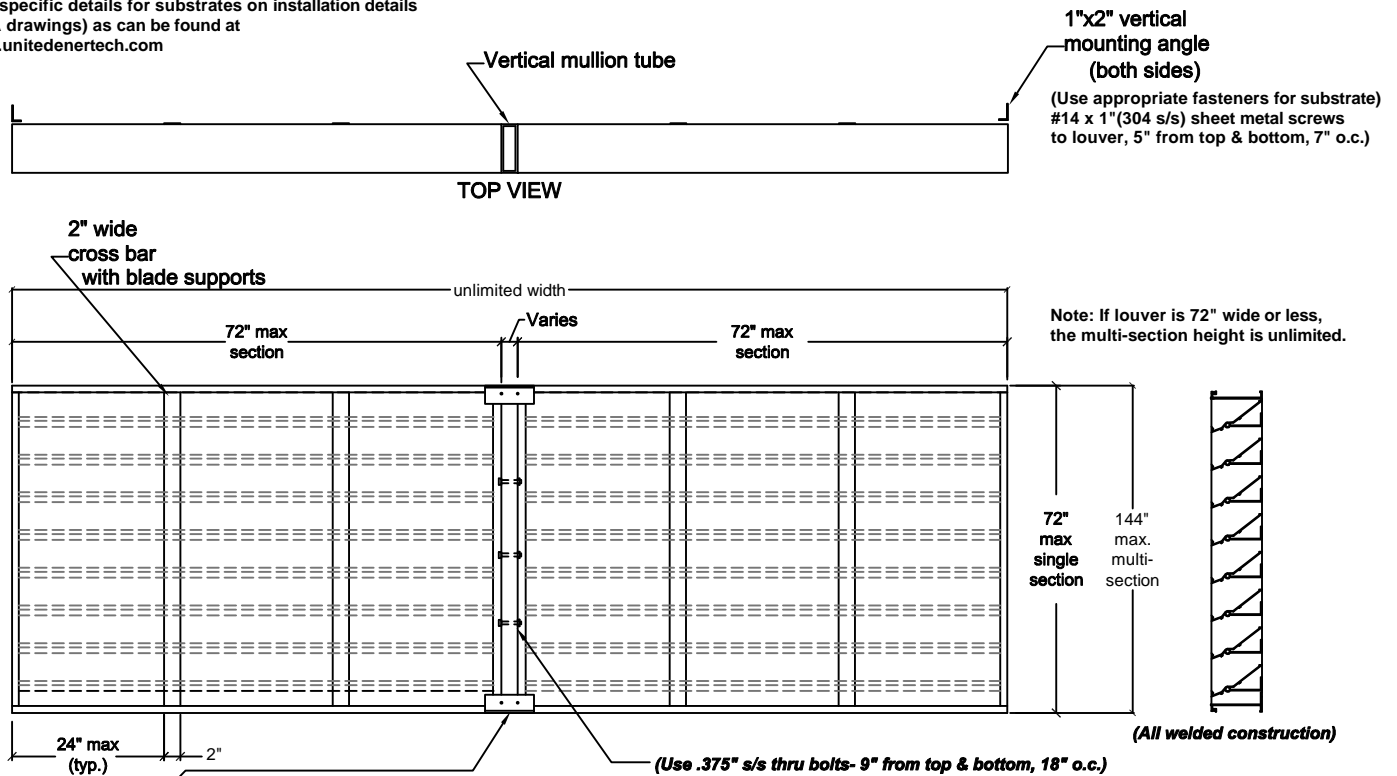 specific details for substrates on installation details
drawings) as can be found at
.unitedenertech.com
Vertical mullion tube
1"x2" vertical
mounting angle
(both sides)
(Use appropriate fasteners for substrate)
#14 x 1"(304 s/s) sheet metal screws
to louver, 5" from top & bottom, 7" o.c.)
TOP VIEW
2" wide
cross bar
with blade supports
unlimited width
72" max
section
Varies
72" max
section
Note: If louver is 72" wide or less,
the multi-section height is unlimited.
72"
max
single
section
144"
max.
multi-
section
(All welded construction)
24" max
(typ.)
2"
(Use .375" s/s thru bolts- 9" from top & bottom, 18" o.c.)